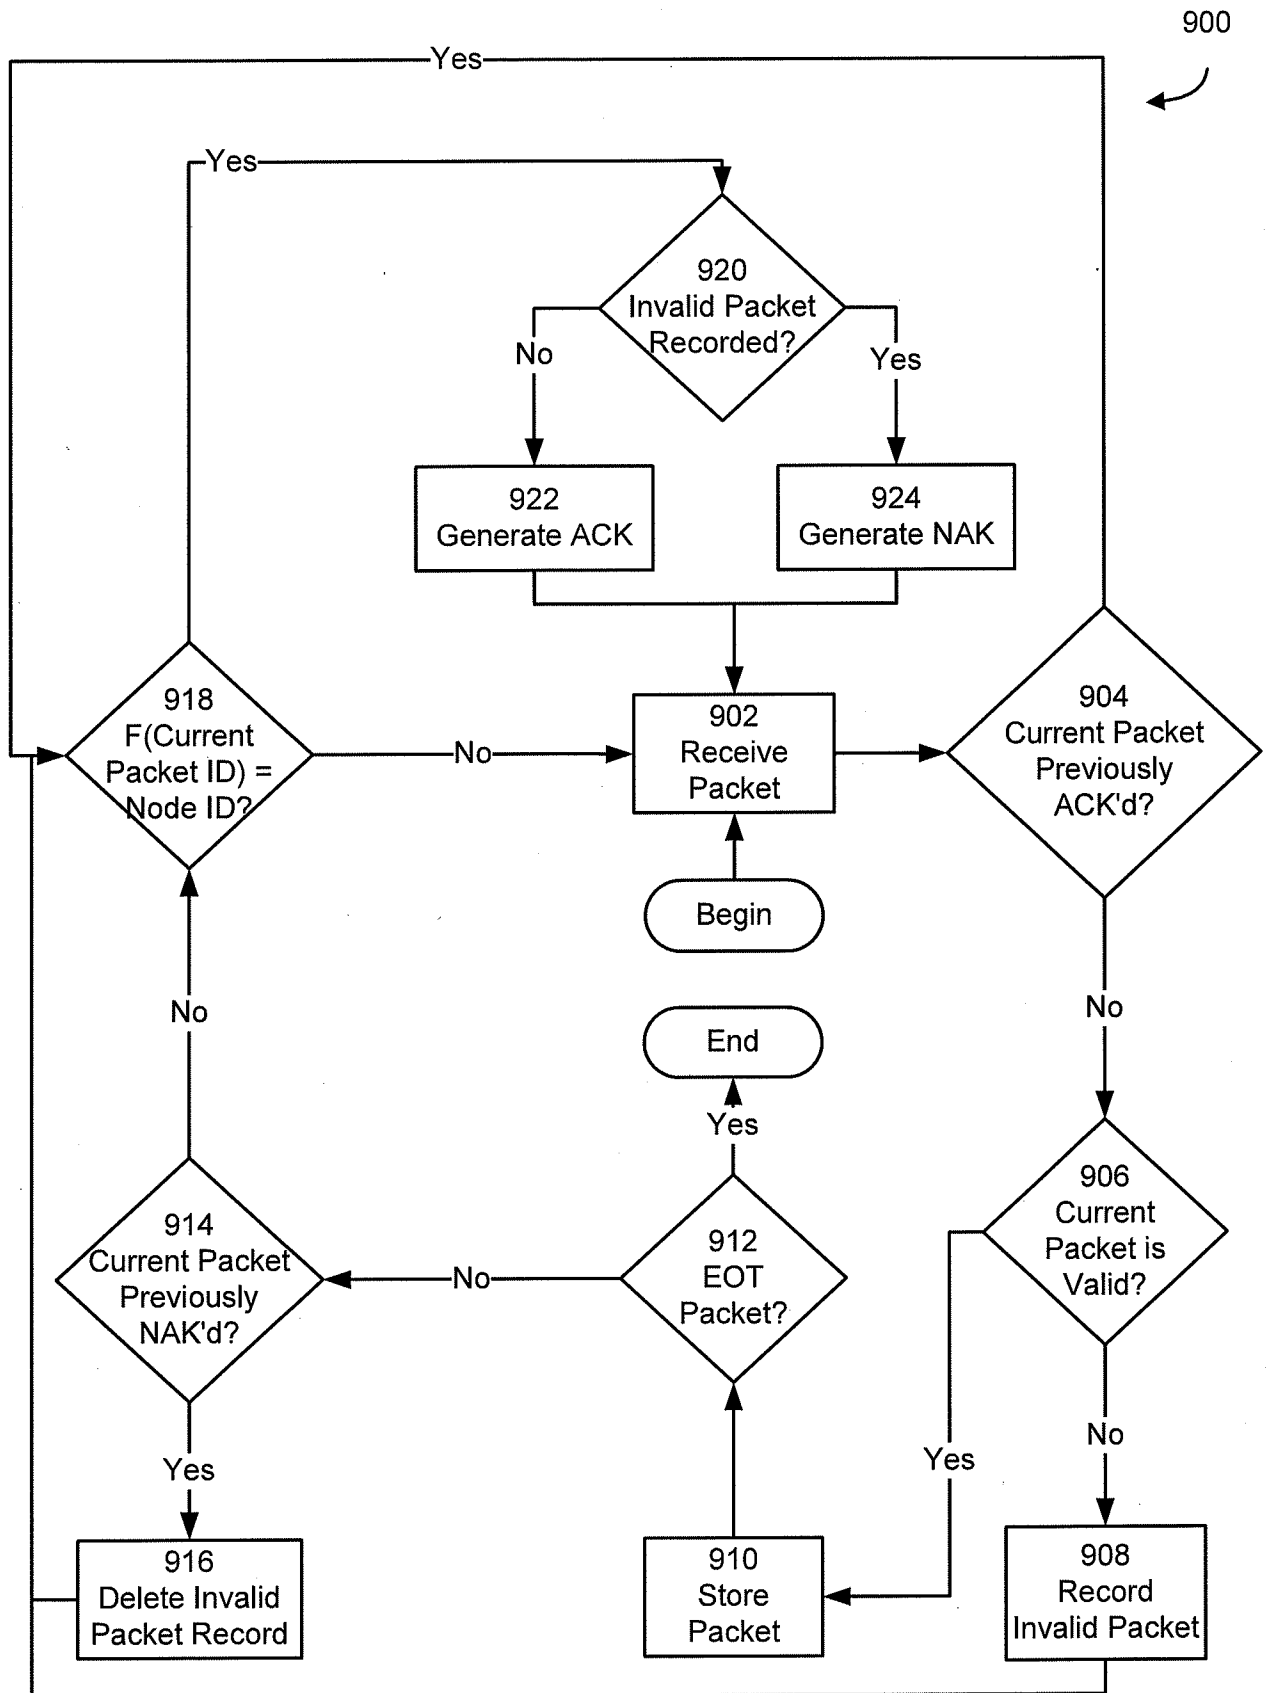 900
Yes
Yes
920
Invalid Packet
Recorded?
No
Yes
922
Generate ACK
924
Generate NAK
918
F(Current
Packet ID) =
Node ID?
No
902
Receive
Packet
904
Current Packet
Previously
ACK'd?
Begin
No
No
End
Yes
906
Current
Packet is
Valid?
914
Current Packet
Previously
NAK'd?
No
912
EOT
Packet?
Yes
Yes
No
916
Delete Invalid
Packet Record
910
Store
Packet
908
Record
Invalid Packet